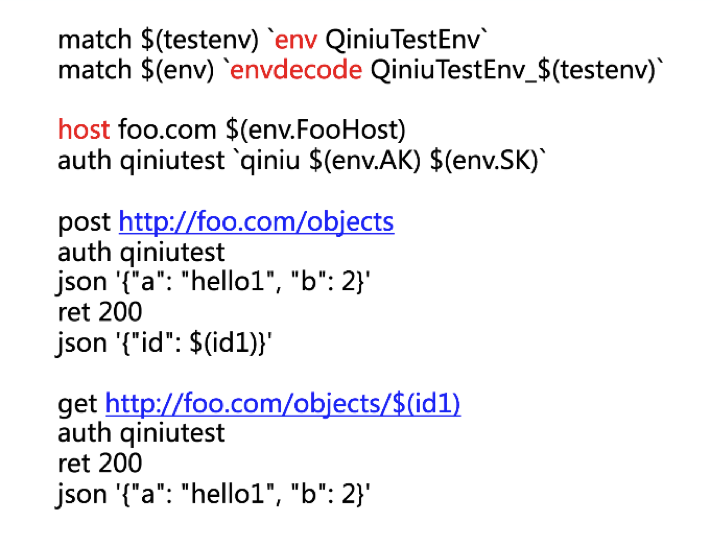 match $(testenv) `env QiniuTestEnv`
match $(env) `envdecode QiniuTestEnv_$(testenv)`
host foo.com $(env.FooHost)
auth qiniutest `qiniu $(env.AK) $(env.SK)`
post http://foo.com/objects
auth qiniutest
json '{"a": "hello1", "b": 2}'
ret 200
json '{"id": $(id1)}'
get http://foo.com/objects/$(id1)
auth qiniutest
ret 200
json '{"a": "hello1", "b": 2}'